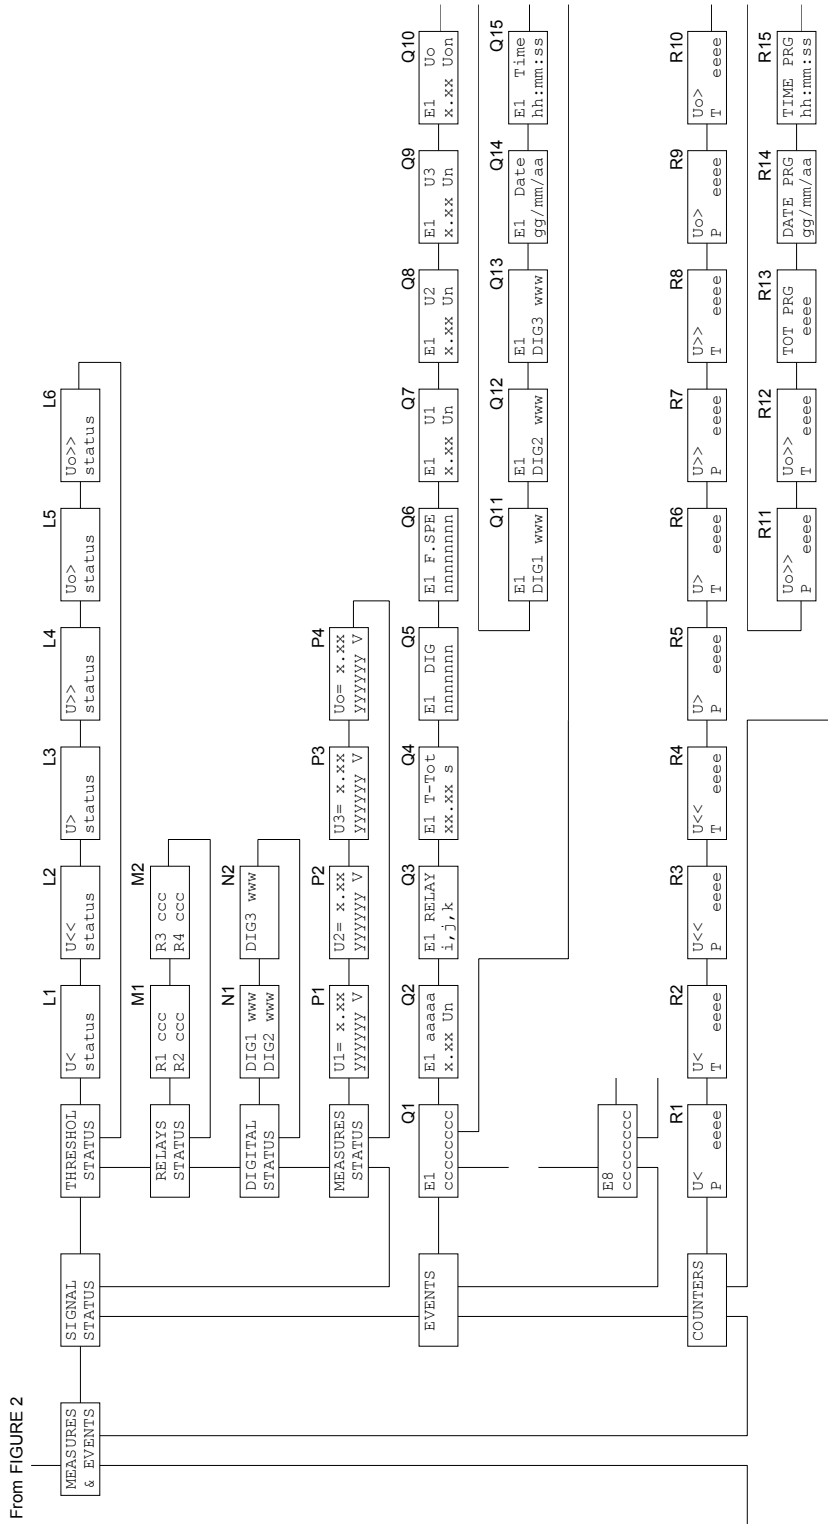 From FIGURE 2
MEASURES
& EVENTS
SIGNAL
STATUS
THRESHOL
STATUS
L1
U<
status
L2
U<<
status
L3
U>
status
L4
U>>
status
L5
Uo>
status
L6
Uo>>
status
RELAYS
STATUS
M1
R1 ccc
R2 ccc
M2
R3 ccc
R4 ccc
DIGITAL
STATUS
N1
DIG1 www
DIG2 www
N2
DIG3 www
MEASURES
STATUS
P1
U1= x.xx
yyyyyy V
P2
U2= x.xx
yyyyyy V
P3
U3= x.xx
yyyyyy V
P4
Uo= x.xx
yyyyyy V
EVENTS
Q1
E1
cccccccc
Q2
E1 aaaaa
x.xx Un
Q3
E1 RELAY
i,j,k
Q4
E1 T-Tot
xx.xx s
Q5
E1 DIG
nnnnnnn
Q6
E1 F.SPE
nnnnnnnn
Q7
E1 U1
x.xx Un
Q8
E1 U2
x.xx Un
Q9
E1 U3
x.xx Un
Q10
E1 Uo
x.xx Uon
Q11
E1
DIG1 www
Q12
E1
DIG2 www
Q13
E1
DIG3 www
Q14
E1 Date
gg/mm/aa
Q15
E1 Time
hh:mm:ss
E8
cccccccc
COUNTERS
R1
U<
P eeee
R2
U<
T eeee
R3
U<<
P eeee
R4
U<<
T eeee
R5
U>
P eeee
R6
U>
T eeee
R7
U>>
P eeee
R8
U>>
T eeee
R9
Uo>
P eeee
R10
Uo>
T eeee
R11
Uo>>
P eeee
R12
Uo>>
T eeee
R13
TOT PRG
eeee
R14
DATE PRG
gg/mm/aa
R15
TIME PRG
hh:mm:ss